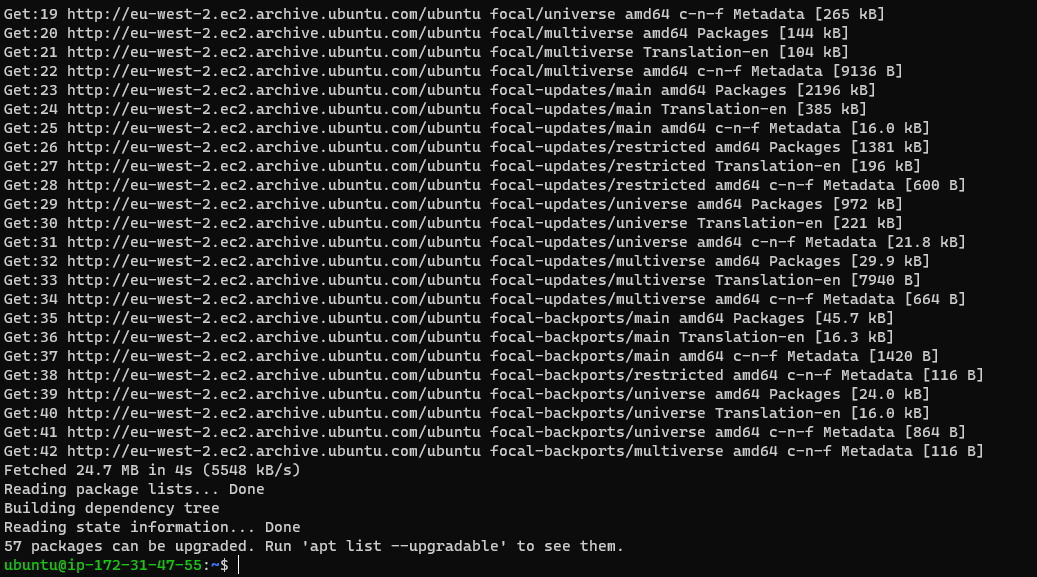 Get:19 http://eu-west-2.ec2.archive.ubuntu.com/ubuntu focal/universe amd64 c-n-f Metadata [265 kB]
Get:20 http://eu-west-2.ec2.archive.ubuntu.com/ubuntu focal/multiverse amd64 Packages [144 kB]
Get:21 http://eu-west-2.ec2.archive.ubuntu.com/ubuntu focal/multiverse Translation-en [104 kB]
Get:22 http://eu-west-2.ec2.archive.ubuntu.com/ubuntu focal/multiverse amd64 c-n-f Metadata [9136 B]
Get:23 http://eu-west-2.ec2.archive.ubuntu.com/ubuntu focal-updates/main amd64 Packages [2196 kB]
Get:24 http://eu-west-2.ec2.archive.ubuntu.com/ubuntu focal-updates/main Translation-en [385 kB]
Get:25 http://eu-west-2.ec2.archive.ubuntu.com/ubuntu focal-updates/main amd64 c-n-f Metadata [16.0 kB]
Get:26 http://eu-west-2.ec2.archive.ubuntu.com/ubuntu focal-updates/restricted amd64 Packages [1381 kB]
Get:27 http://eu-west-2.ec2.archive.ubuntu.com/ubuntu focal-updates/restricted Translation-en [196 kB]
Get:28 http://eu-west-2.ec2.archive.ubuntu.com/ubuntu focal-updates/restricted amd64 c-n-f Metadata [600 B]
Get:29 http://eu-west-2.ec2.archive.ubuntu.com/ubuntu focal-updates/universe amd64 Packages [972 kB]
Get:30 http://eu-west-2.ec2.archive.ubuntu.com/ubuntu focal-updates/universe Translation-en [221 kB]
Get:31 http://eu-west-2.ec2.archive.ubuntu.com/ubuntu focal-updates/universe amd64 c-n-f Metadata [21.8 kB]
Get:32 http://eu-west-2.ec2.archive.ubuntu.com/ubuntu focal-updates/multiverse amd64 Packages [29.9 kB]
Get:33 http://eu-west-2.ec2.archive.ubuntu.com/ubuntu focal-updates/multiverse Translation-en [7940 B]
Get:34 http://eu-west-2.ec2.archive.ubuntu.com/ubuntu focal-updates/multiverse amd64 c-n-f Metadata [664 B]
Get:35 http://eu-west-2.ec2.archive.ubuntu.com/ubuntu focal-backports/main amd64 Packages [45.7 kB]
Get:36 http://eu-west-2.ec2.archive.ubuntu.com/ubuntu focal-backports/main Translation-en [16.3 kB]
Get:37 http://eu-west-2.ec2.archive.ubuntu.com/ubuntu focal-backports/main amd64 c-n-f Metadata [1420 B]
Get:38 http://eu-west-2.ec2.archive.ubuntu.com/ubuntu focal-backports/restricted amd64 c-n-f Metadata [116 B]
Get:39 http://eu-west-2.ec2.archive.ubuntu.com/ubuntu focal-backports/universe amd64 Packages [24.0 kB]
Get:40 http://eu-west-2.ec2.archive.ubuntu.com/ubuntu focal-backports/universe Translation-en [16.0 kB]
Get:41 http://eu-west-2.ec2.archive.ubuntu.com/ubuntu focal-backports/universe amd64 c-n-f Metadata [864 B]
Get:42 http://eu-west-2.ec2.archive.ubuntu.com/ubuntu focal-backports/multiverse amd64 c-n-f Metadata [116 B]
Fetched 24.7 MB in 4s (5548 kB/s)
Reading package lists... Done
Building dependency tree
Reading state information... Done
57 packages can be upgraded. Run 'apt list --upgradable' to see them.
ubuntu@ip-172-31-47-55:~$